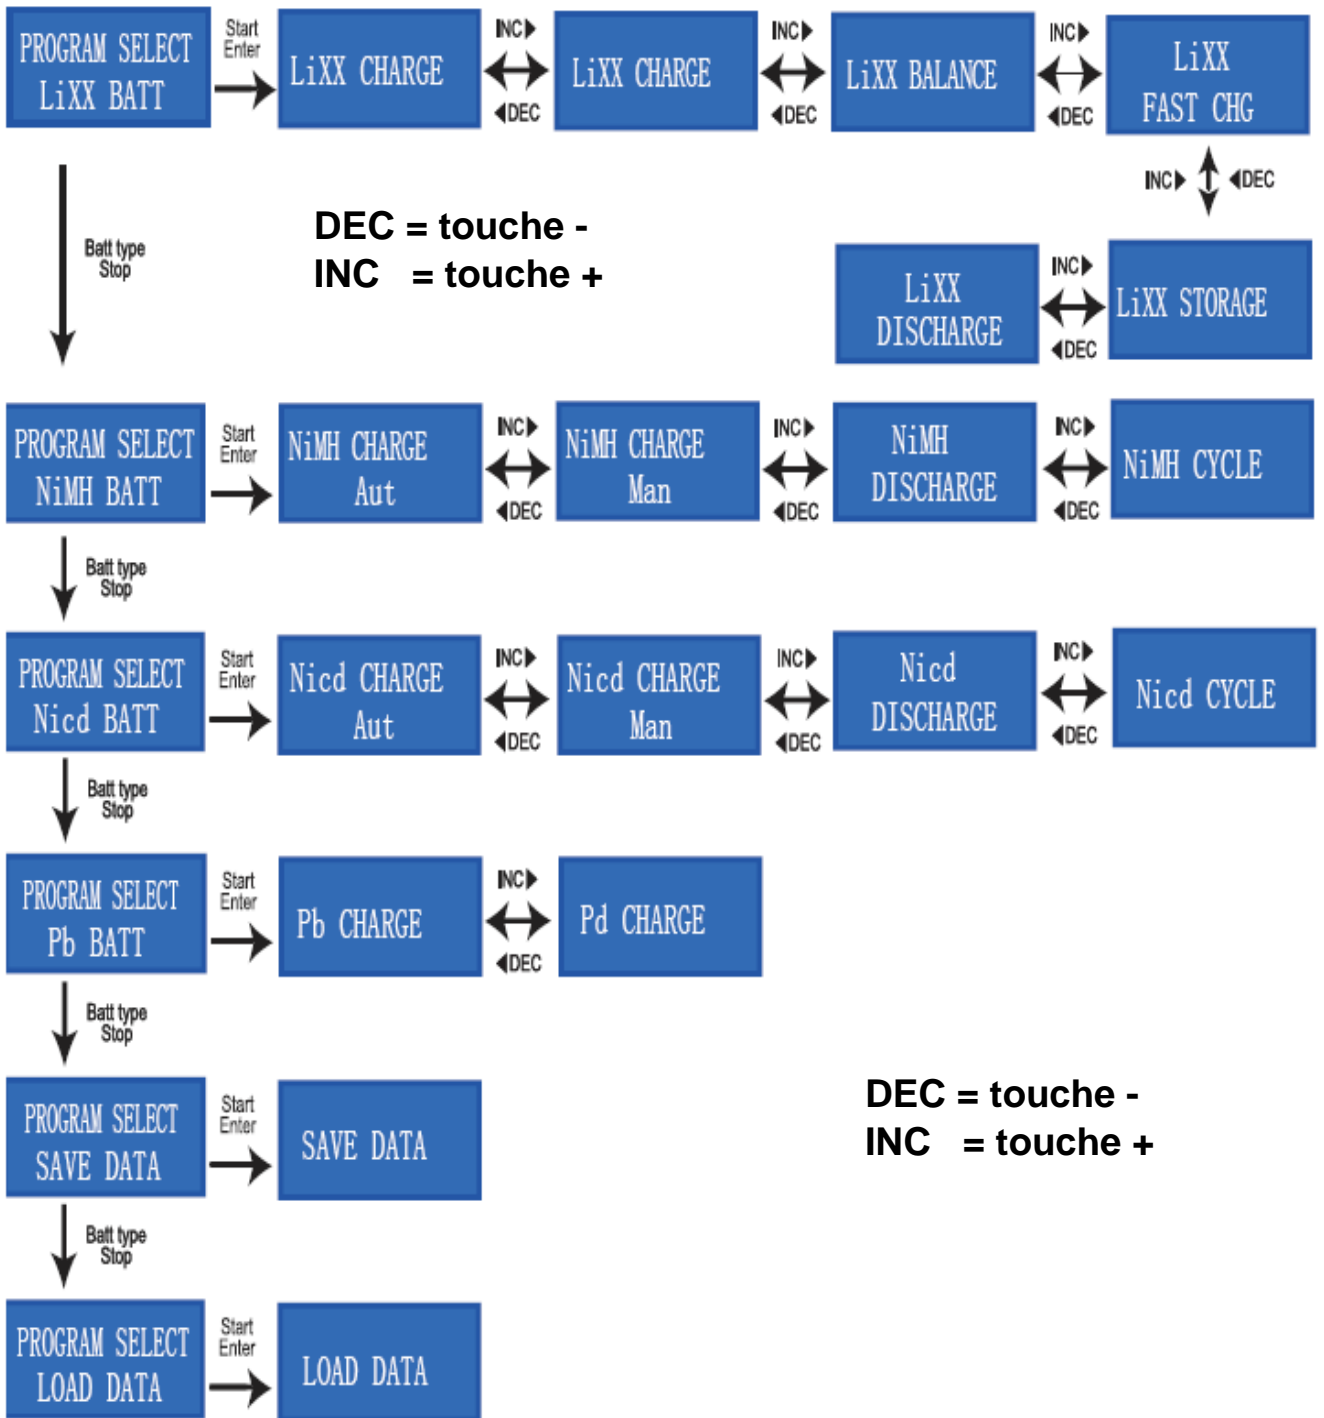 PROGRAM SELECT
LiXX BATT
Start
Enter
LiXX CHARGE
INC▶
◀DEC
LiXX CHARGE
INC▶
◀DEC
LiXX BALANCE
INC▶
◀DEC
LiXX
FAST CHG
INC▶ ◀DEC
Batt type
Stop
DEC = touche -
INC = touche +
LiXX
DISCHARGE
INC▶
◀DEC
LiXX STORAGE
PROGRAM SELECT
NiMH BATT
Start
Enter
NiMH CHARGE
Aut
INC▶
◀DEC
NiMH CHARGE
Man
INC▶
◀DEC
NiMH
DISCHARGE
INC▶
◀DEC
NiMH CYCLE
Batt type
Stop
PROGRAM SELECT
Nicd BATT
Start
Enter
Nicd CHARGE
Aut
INC▶
◀DEC
Nicd CHARGE
Man
INC▶
◀DEC
Nicd
DISCHARGE
INC▶
◀DEC
Nicd CYCLE
Batt type
Stop
PROGRAM SELECT
Pb BATT
Start
Enter
Pb CHARGE
INC▶
◀DEC
Pd CHARGE
Batt type
Stop
PROGRAM SELECT
SAVE DATA
Start
Enter
SAVE DATA
DEC = touche -
INC = touche +
Batt type
Stop
PROGRAM SELECT
LOAD DATA
Start
Enter
LOAD DATA